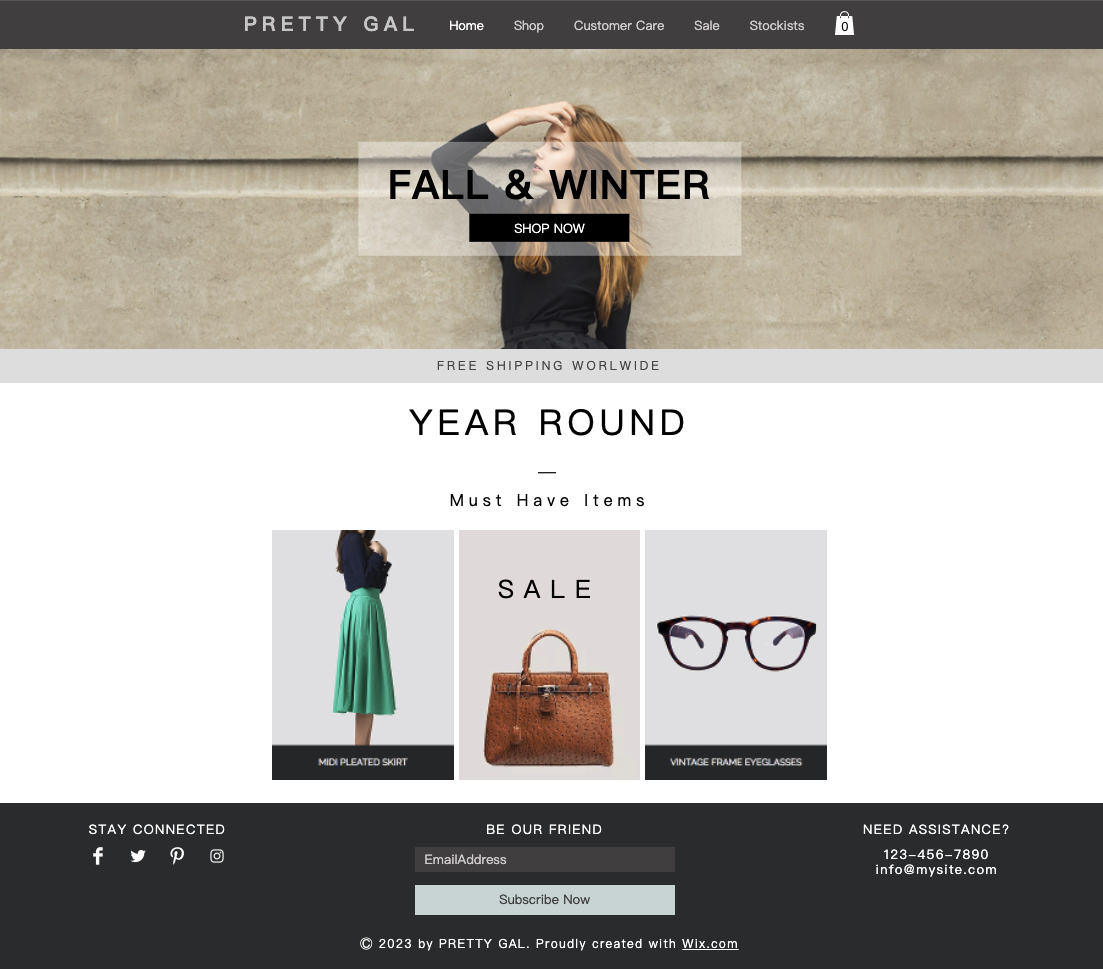 PRETTY GAL Home Shop Customer Care Sale Stockists 0
FALL & WINTER
SHOP NOW
FREE SHIPPING WORLWIDE
YEAR ROUND
Must Have Items
SALE
MIDI PLEATED SKIRT
VINTAGE FRAME EYEGLASSES
STAY CONNECTED
BE OUR FRIEND
EmailAddress
Subscribe Now
NEED ASSISTANCE?
123-456-7890
info@mysite.com
© 2023 by PRETTY GAL. Proudly created with Wix.com